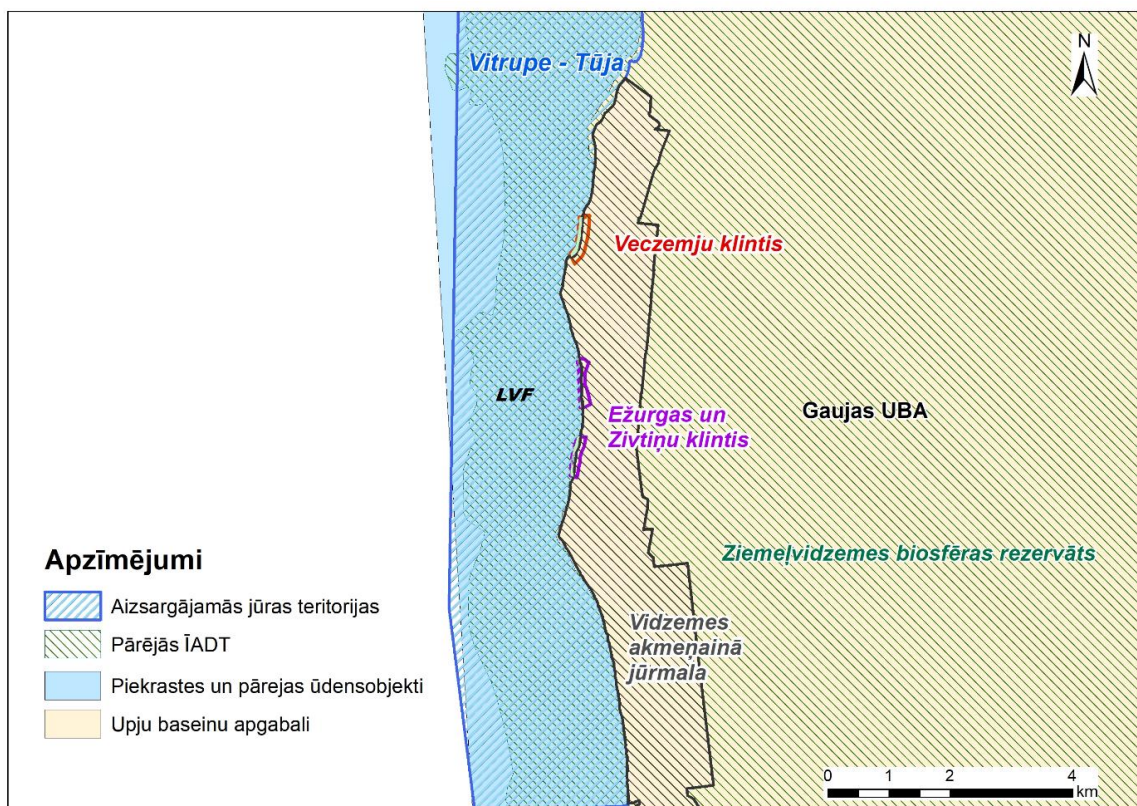 Vitrupe - Tūja
N
Veczemju klintis
LVF
Ežurgas un
Zivtiņu klintis
Gaujas UBA
Ziemeļvidzemes biosfēras rezervāts
Vidzemes
akmeņainā
jūrmala
Apzīmējumi
Aizsargājamās jūras teritorijas
Pārējās ĪADT
Piekrastes un pārejas ūdensobjekti
Upju baseinu apgabali
0 1 2 4
km